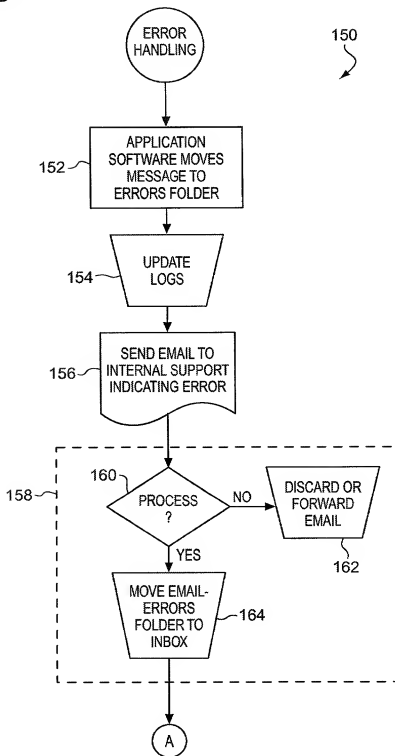 ERROR
HANDLING
150
152
APPLICATION
SOFTWARE MOVES
MESSAGE TO
ERRORS FOLDER
154
UPDATE
LOGS
156
SEND EMAIL TO
INTERNAL SUPPORT
INDICATING ERROR
158
160
PROCESS
?
NO
DISCARD OR
FORWARD
EMAIL
162
YES
MOVE EMAIL-
ERRORS
FOLDER TO
INBOX
164
A